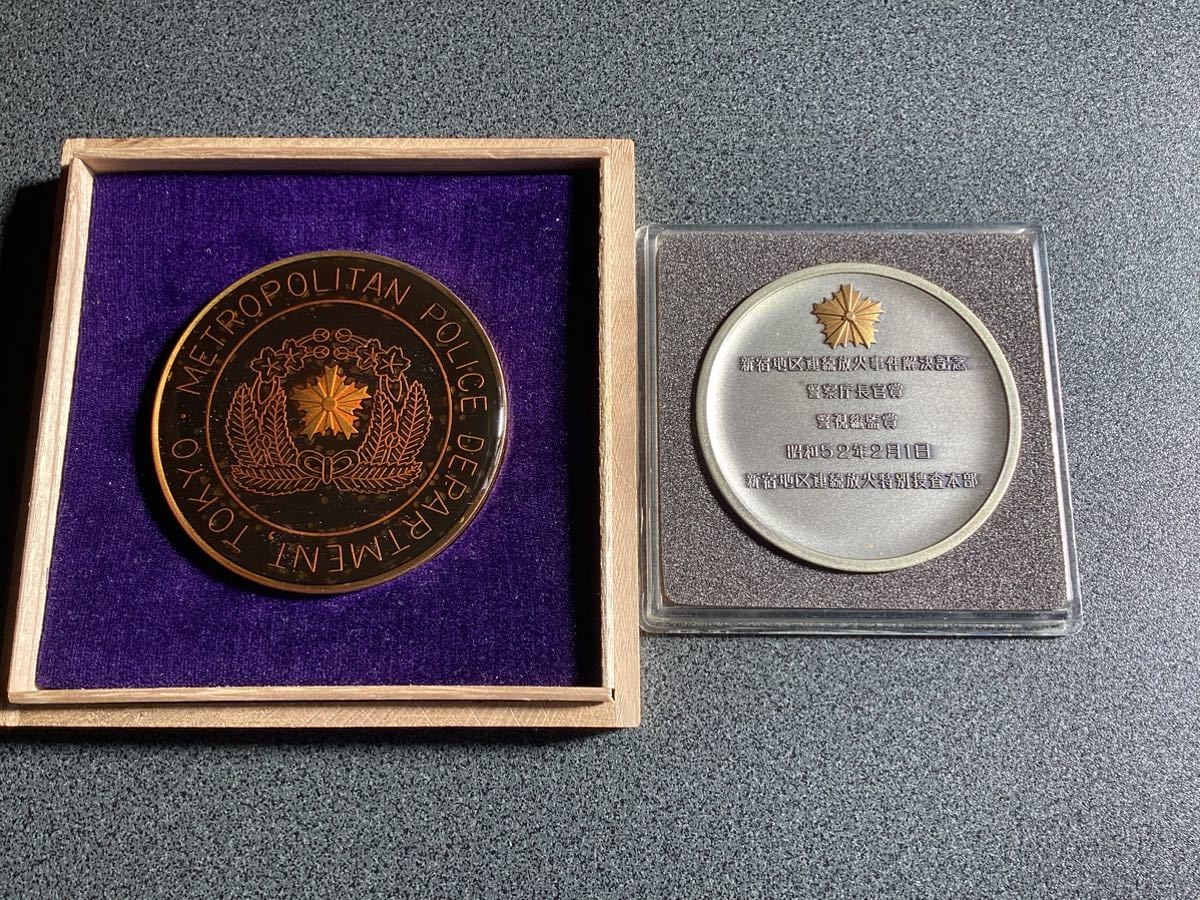 METROPOLITAN POLICE DEPARTMENT, TOKYO ·
新宿地区連続放火事件解決記念
警察庁長官賞
警視総監賞
昭和52年2月1日
新宿地区連続放火特別捜査本部